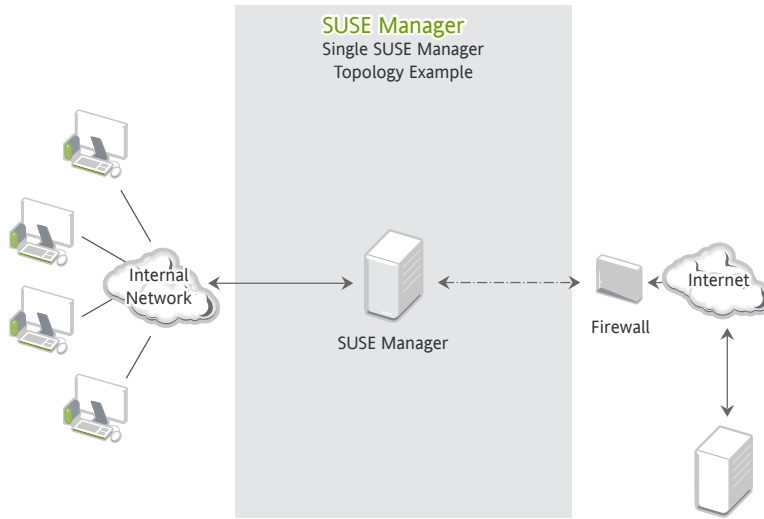 SUSE Manager
Single SUSE Manager
Topology Example
Internal
Network
SUSE Manager
Firewall
Internet